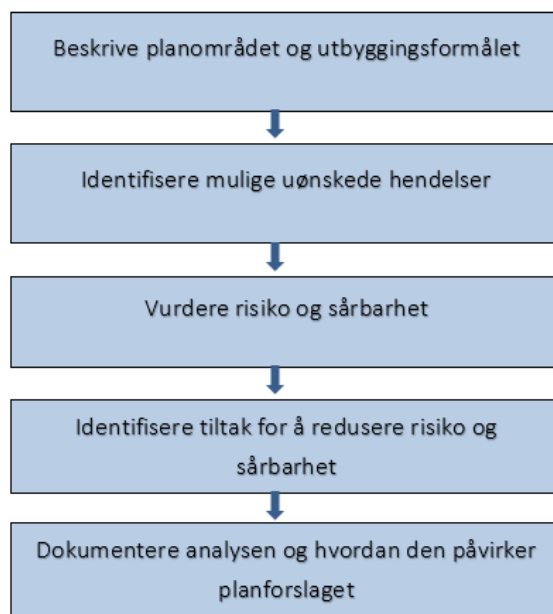 Beskrive planområdet og utbyggingsformålet
Identifisere mulige uønskede hendelser
Vurdere risiko og sårbarhet
Identifisere tiltak for å redusere risiko og
sårbarhet
Dokumentere analysen og hvordan den påvirker
planforslaget